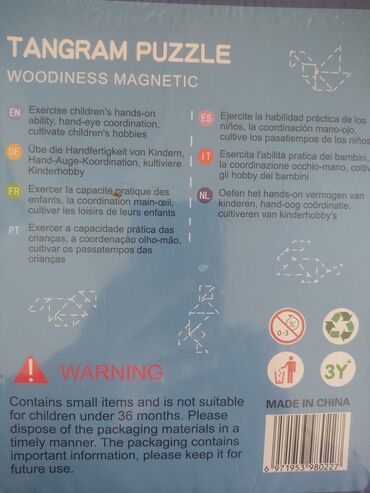 TANGRAM PUZZLE
WOODINESS MAGNETIC
EN Exercise children's hands-on
ability, hand-eye coordination,
cultivate children's hobbies
DE Übe die Handfertigkeit von Kindern,
Hand-Auge-Koordination, kultiviere
Kinderhobby
FR Exercer la capacité pratique des
enfants, la coordination main-œil,
cultiver les loisirs de leurs enfants
PT Exercer a capacidade prática das
crianças, a coordenação olho-mão,
cultivar os passatempos das
crianças
ES Ejercite la habilidad práctica de los
niños, la coordinación mano-ojo,
cultive los pasatiempos de los niños
IT Esercita l'abilità pratica dei bambini,
la coordinazione occhio-mano, coltiv
gli hobby dei bambini
NL Oefen het hands-on vermogen van
kinderen, hand-oog coördinatie,
cultiveren van kinderhobby's
WARNING
Contains small items and is not suitable
for children under 36 months. Please
dispose of the packaging materials in a
timely manner. The packaging contains
important information, please keep it for
future use.
0-3
3Y+
MADE IN CHINA
6 971953 980227